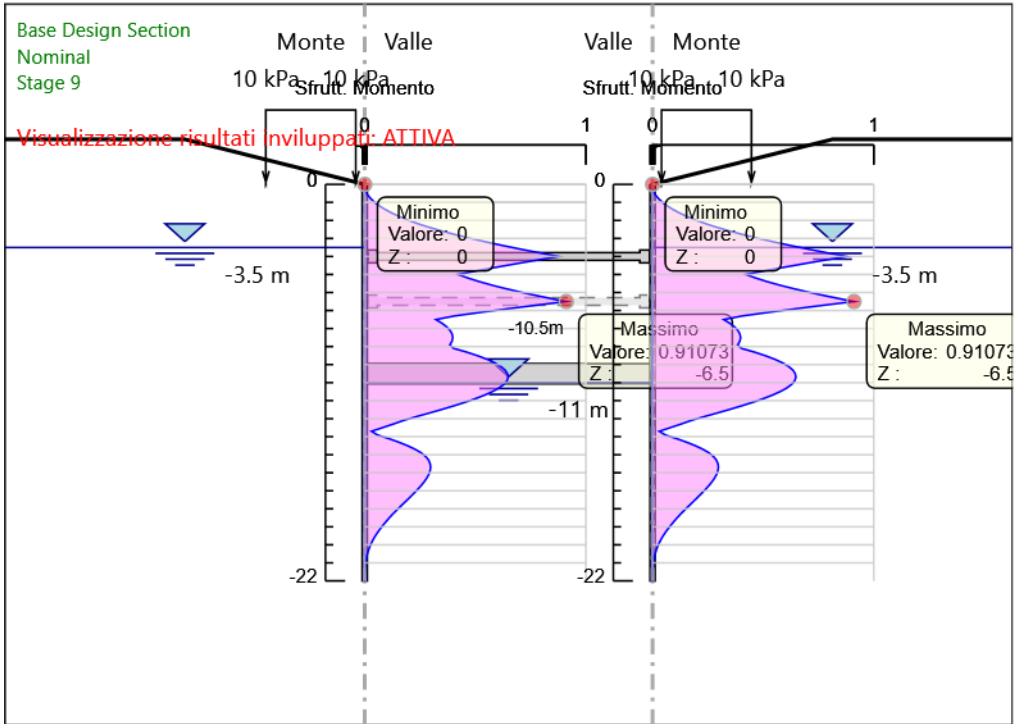 Base Design Section
Nominal
Stage 9
Monte Valle Valle Monte
10 kPa 10 kPa 10 kPa 10 kPa
Sfrutt. Momento Sfrutt. Momento
Visualizzazione risultati inviluppati: ATTIVA
0 1 0 1
0 0
Minimo
Valore: 0
Z : 0
Minimo
Valore: 0
Z : 0
-3.5 m -3.5 m
-10.5m
Massimo
Valore: 0.91073
Z : -6.5
Massimo
Valore: 0.91073
Z : -6.5
-11 m
-22 -22